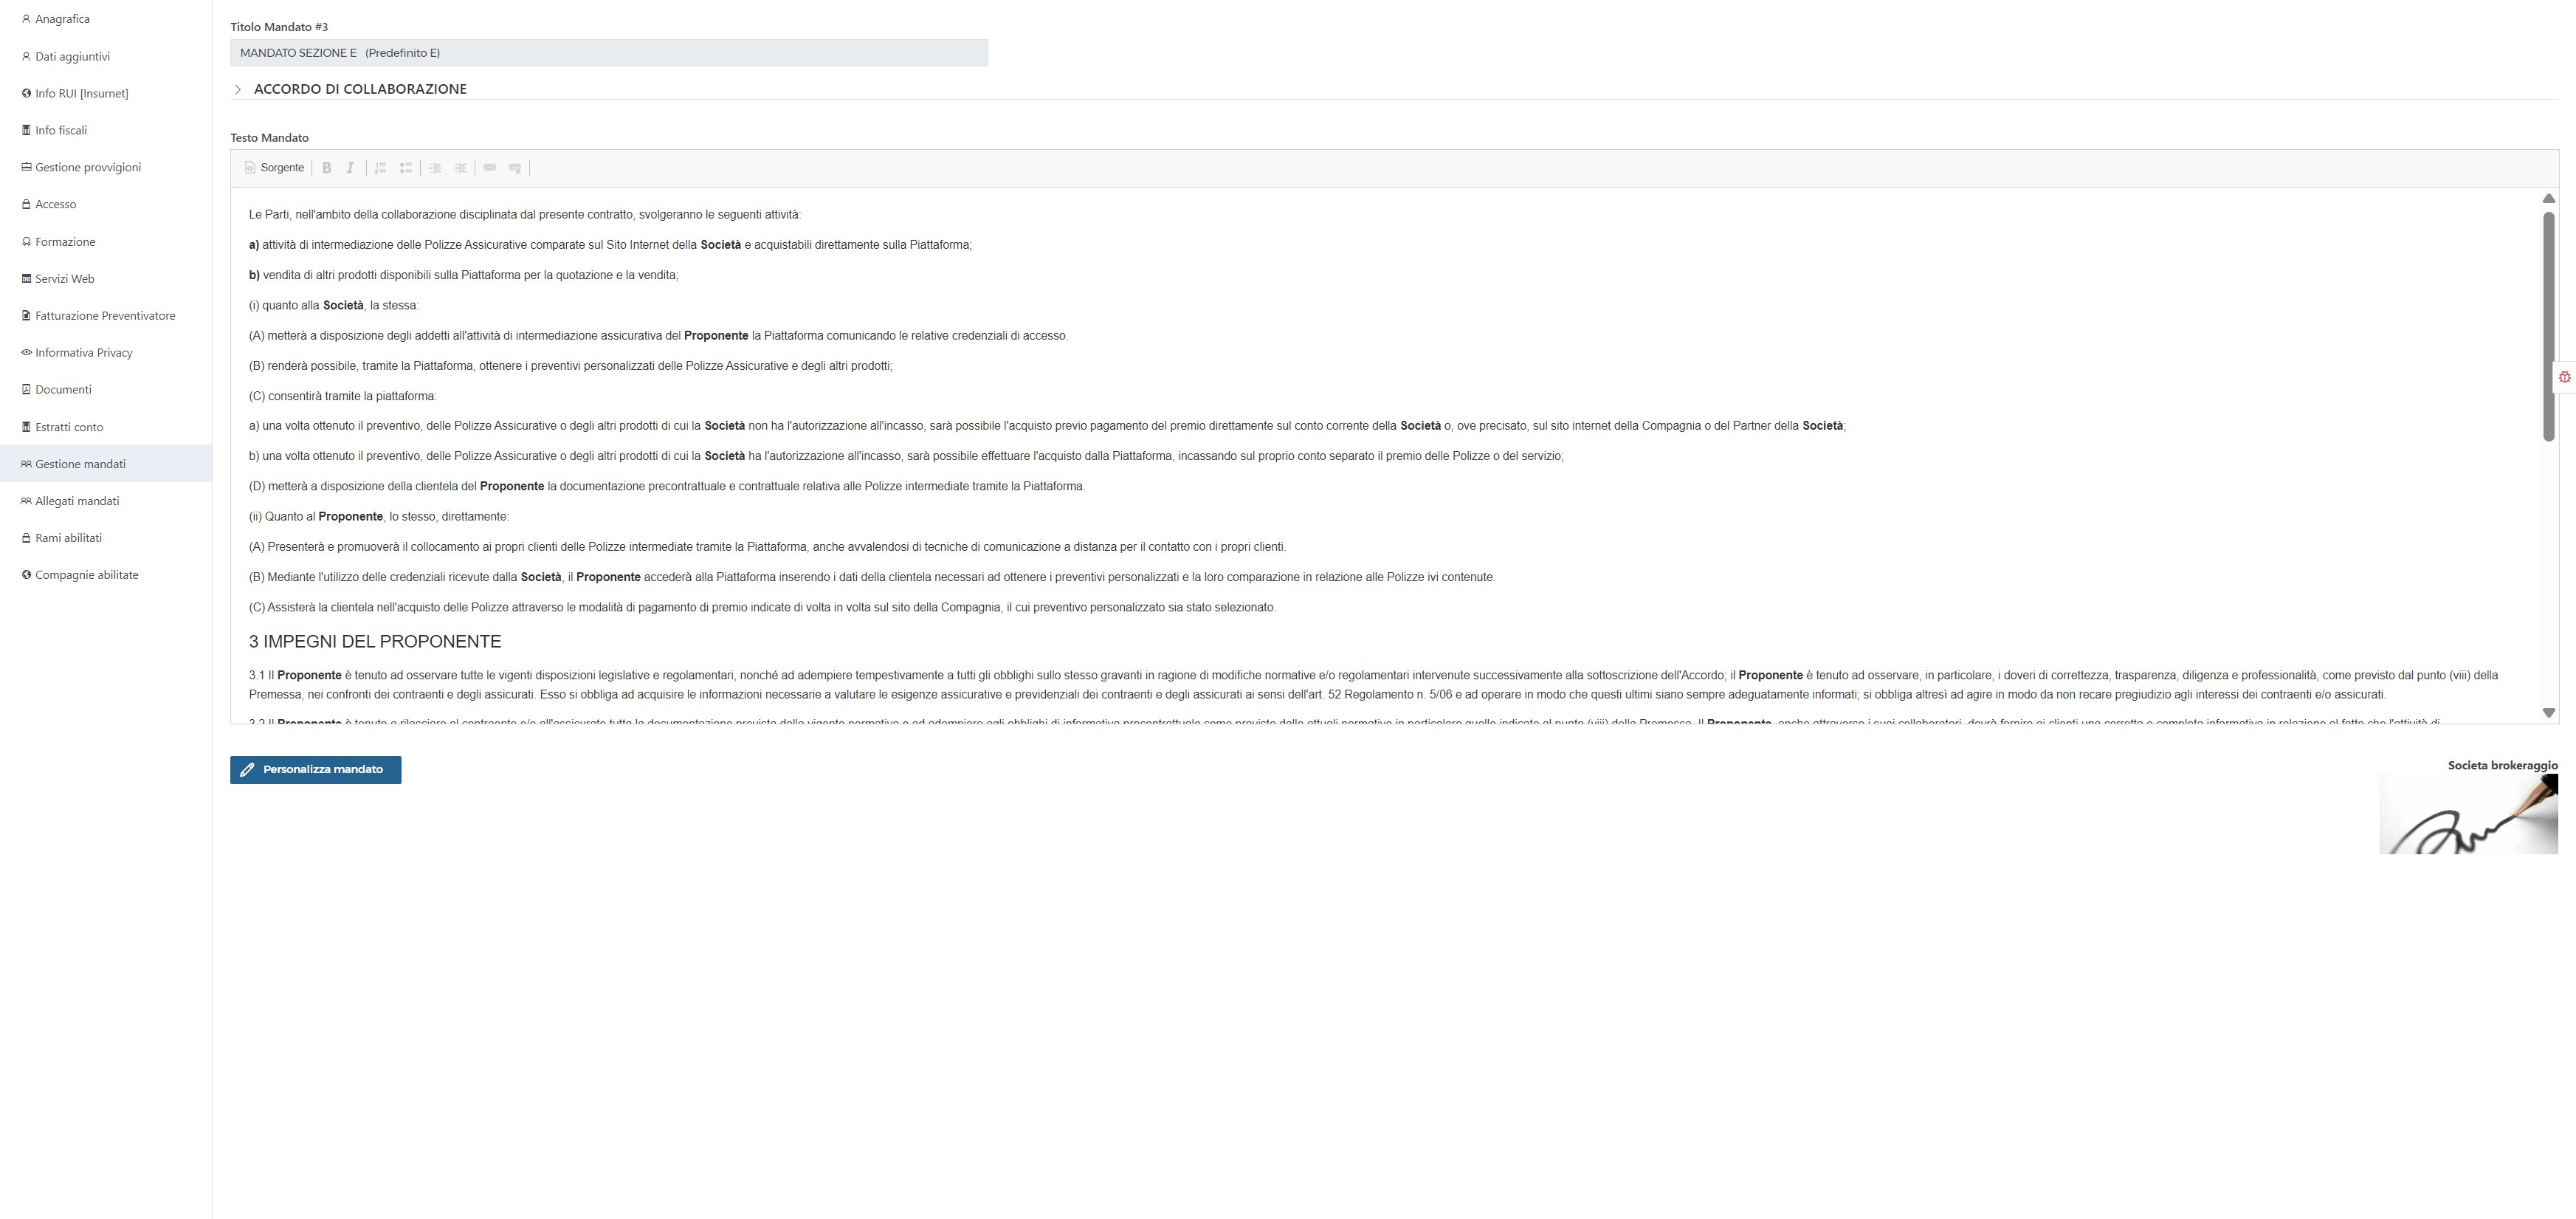 Anagrafica
Dati aggiuntivi
Info RUI [Insurnet]
Info fiscali
Gestione provvigioni
Accesso
Formazione
Servizi Web
Fatturazione Preventivatore
Informativa Privacy
Documenti
Estratti conto
Gestione mandati
Allegati mandati
Rami abilitati
Compagnie abilitate
Titolo Mandato #3
MANDATO SEZIONE E (Predefinito E)
ACCORDO DI COLLABORAZIONE
Testo Mandato
Sorgente B I
Le Parti, nell'ambito della collaborazione disciplinata dal presente contratto, svolgeranno le seguenti attività:
a) attività di intermediazione delle Polizze Assicurative comparate sul Sito Internet della Società e acquistabili direttamente sulla Piattaforma;
b) vendita di altri prodotti disponibili sulla Piattaforma per la quotazione e la vendita;
(i) quanto alla Società, la stessa:
(A) metterà a disposizione degli addetti all'attività di intermediazione assicurativa del Proponente la Piattaforma comunicando le relative credenziali di accesso.
(B) renderà possibile, tramite la Piattaforma, ottenere i preventivi personalizzati delle Polizze Assicurative e degli altri prodotti;
(C) consentirà tramite la piattaforma:
a) una volta ottenuto il preventivo, delle Polizze Assicurative o degli altri prodotti di cui la Società non ha l'autorizzazione all'incasso, sarà possibile l'acquisto previo pagamento del premio direttamente sul conto corrente della Società o, ove precisato, sul sito internet della Compagnia o del Partner della Società;
b) una volta ottenuto il preventivo, delle Polizze Assicurative o degli altri prodotti di cui la Società ha l'autorizzazione all'incasso, sarà possibile effettuare l'acquisto dalla Piattaforma, incassando sul proprio conto separato il premio delle Polizze o del servizio;
(D) metterà a disposizione della clientela del Proponente la documentazione precontrattuale e contrattuale relativa alle Polizze intermediate tramite la Piattaforma.
(ii) Quanto al Proponente, lo stesso, direttamente:
(A) Presenterà e promuoverà il collocamento ai propri clienti delle Polizze intermediate tramite la Piattaforma, anche avvalendosi di tecniche di comunicazione a distanza per il contatto con i propri clienti.
(B) Mediante l'utilizzo delle credenziali ricevute dalla Società, il Proponente accederà alla Piattaforma inserendo i dati della clientela necessari ad ottenere i preventivi personalizzati e la loro comparazione in relazione alle Polizze ivi contenute.
(C) Assisterà la clientela nell'acquisto delle Polizze attraverso le modalità di pagamento di premio indicate di volta in volta sul sito della Compagnia, il cui preventivo personalizzato sia stato selezionato.
3 IMPEGNI DEL PROPONENTE
3.1 Il Proponente è tenuto ad osservare tutte le vigenti disposizioni legislative e regolamentari, nonché ad adempiere tempestivamente a tutti gli obblighi sullo stesso gravanti in ragione di modifiche normative e/o regolamentari intervenute successivamente alla sottoscrizione dell'Accordo; il Proponente è tenuto ad osservare, in particolare, i doveri di correttezza, trasparenza, diligenza e professionalità, come previsto dal punto (viii) della
Premessa, nei confronti dei contraenti e degli assicurati. Esso si obbliga ad acquisire le informazioni necessarie a valutare le esigenze assicurative e previdenziali dei contraenti e degli assicurati ai sensi dell'art. 52 Regolamento n. 5/06 e ad operare in modo che questi ultimi siano sempre adeguatamente informati; si obbliga altresì ad agire in modo da non recare pregiudizio agli interessi dei contraenti e/o assicurati.
Personalizza mandato
Societa brokeraggio